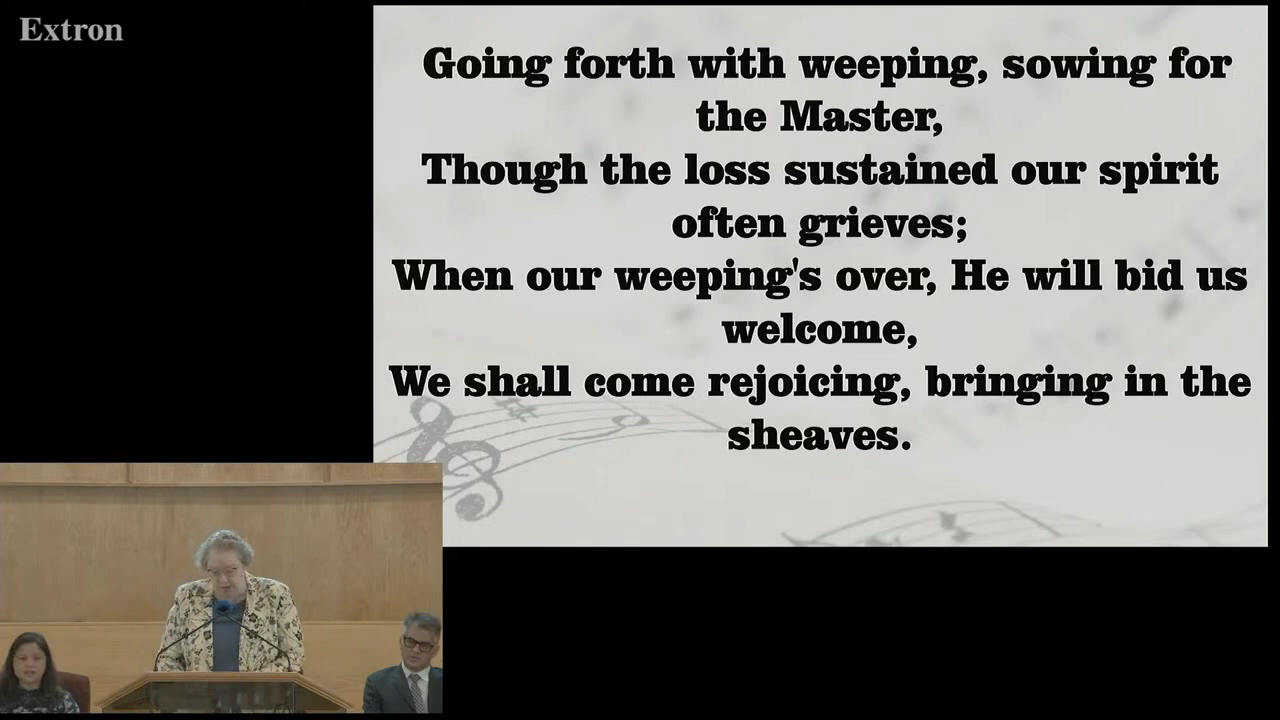 Extron
Going forth with weeping, sowing for
the Master,
Though the loss sustained our spirit
often grieves;
When our weeping's over, He will bid us
welcome,
We shall come rejoicing, bringing in the
sheaves.